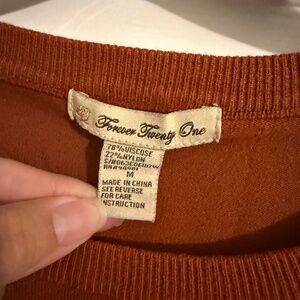 Forever Twenty One
78%VISCOSE
22%NYLON
M
MADE IN CHINA
SEE REVERSE
FOR CARE
INSTRUCTION